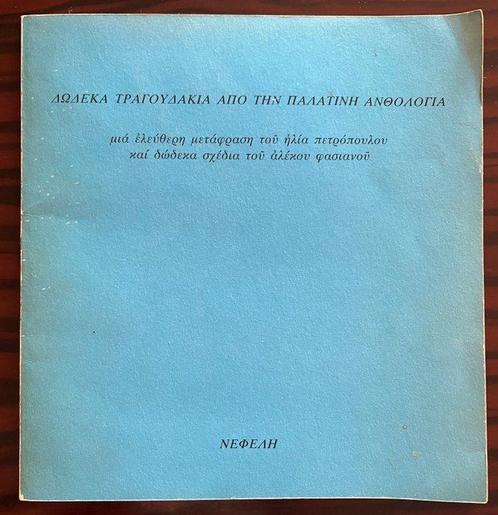 ΔΩΔΕΚΑ ΤΡΑΓΟΥΔΑΚΙΑ ΑΠΟ ΤΗΝ ΠΑΛΑΤΙΝΗ ΑΝΘΟΛΟΓΙΑ
μιά ἐλεύθερη μετάφραση τοῦ ἠλία πετρόπουλου
καί δώδεκα σχέδια τοῦ ἀλέκου φασιανοῦ
ΝΕΦΕΛΗ